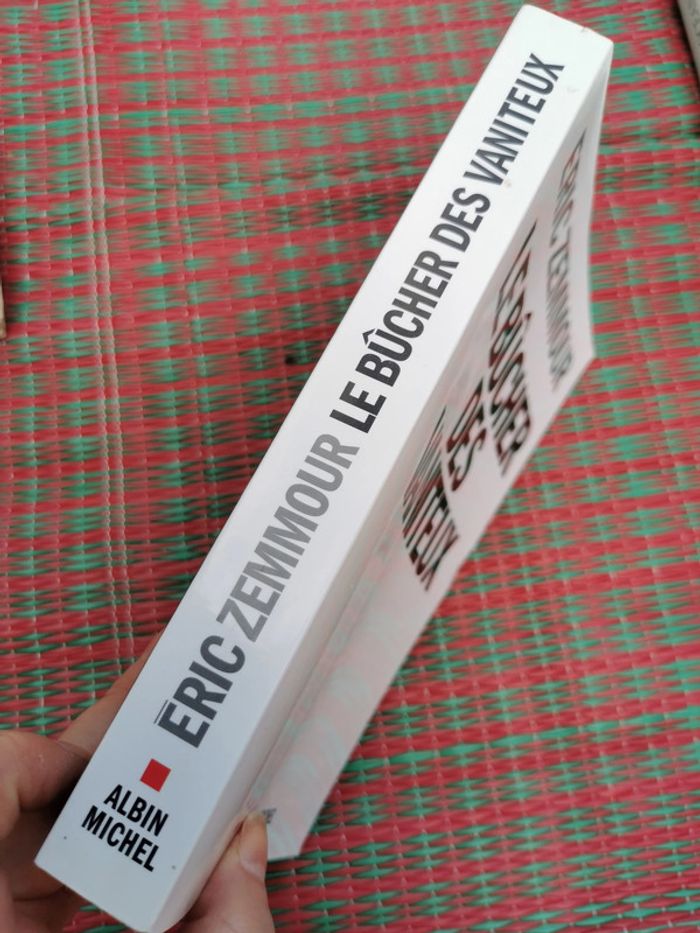 ÉRIC ZEMMOUR LE BÛCHER DES VANITEUX
ALBIN
MICHEL